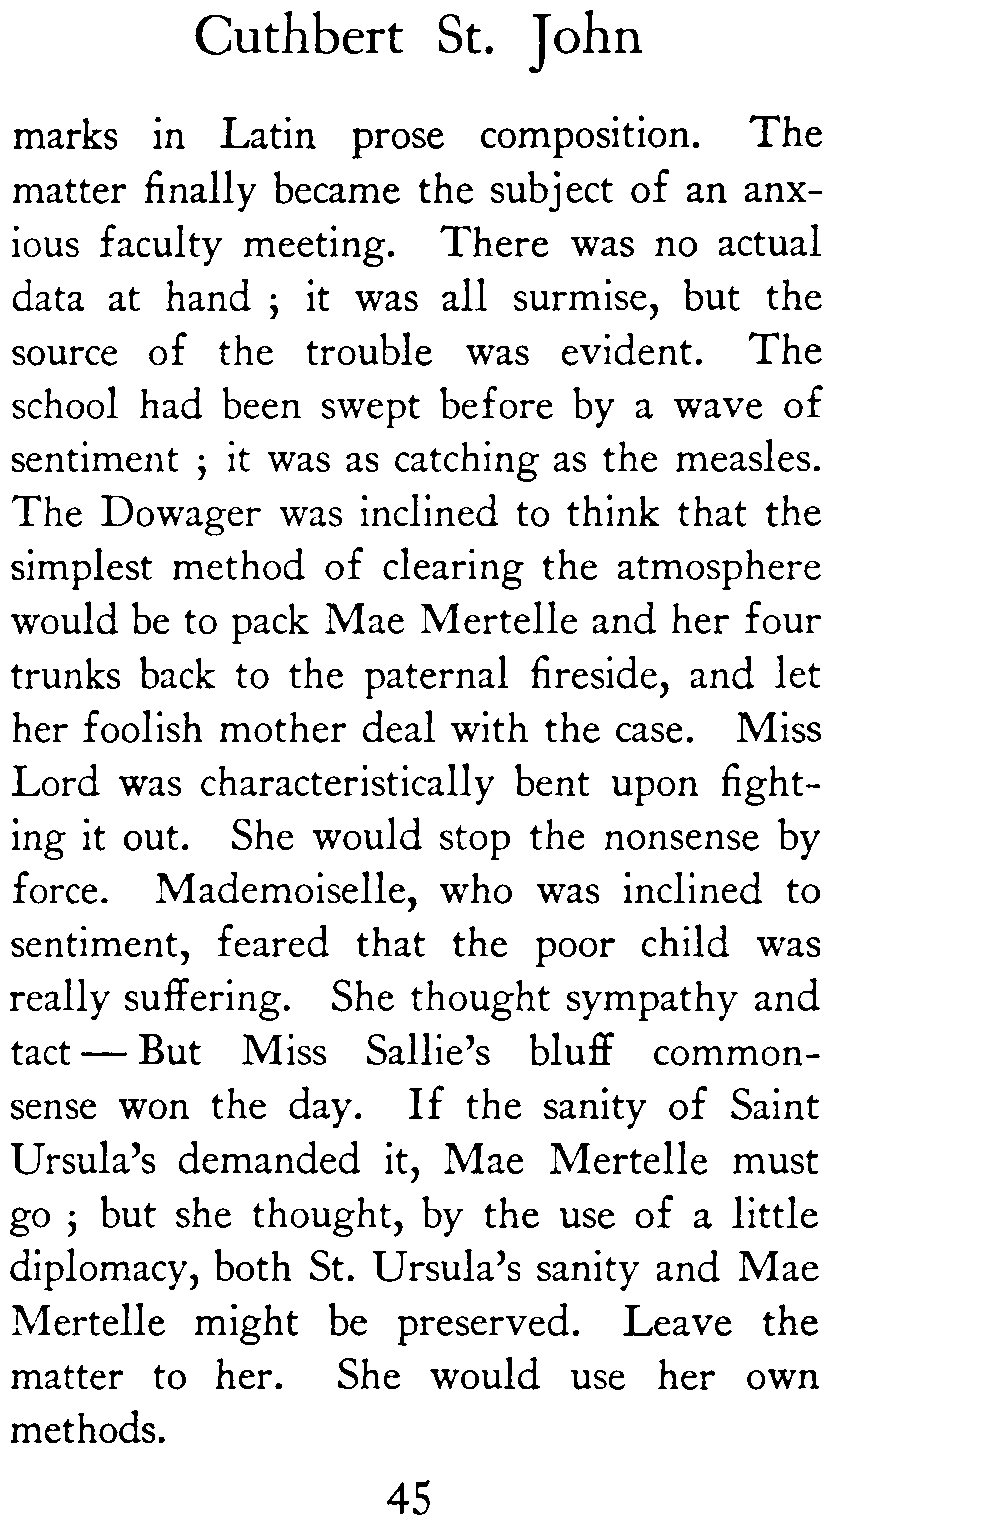 Cuthbert St. John
marks in Latin prose composition. The
matter finally became the subject of an anx-
ious faculty meeting. There was no actual
data at hand ; it was all surmise, but the
source of the trouble was evident. The
school had been swept before by a wave of
sentiment ; it was as catching as the measles.
The Dowager was inclined to think that the
simplest method of clearing the atmosphere
would be to pack Mae Mertelle and her four
trunks back to the paternal fireside, and let
her foolish mother deal with the case. Miss
Lord was characteristically bent upon fight-
ing it out. She would stop the nonsense by
force. Mademoiselle, who was inclined to
sentiment, feared that the poor child was
really suffering. She thought sympathy and
tact — But Miss Sallie's bluff common-
sense won the day. If the sanity of Saint
Ursula's demanded it, Mae Mertelle must
go ; but she thought, by the use of a little
diplomacy, both St. Ursula's sanity and Mae
Mertelle might be preserved. Leave the
matter to her. She would use her own
methods.
45